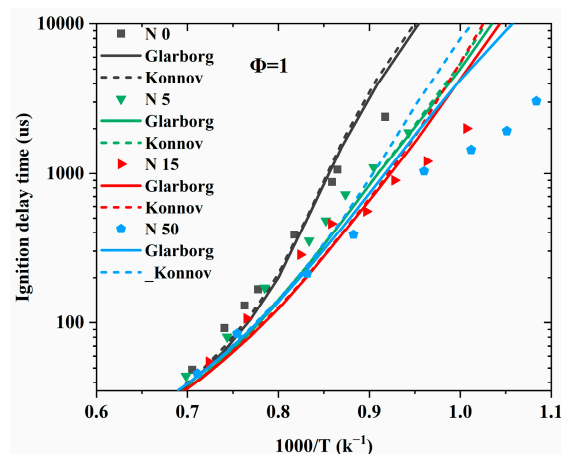 10000
1000
100
Ignition delay time (us)
N 0
Glarborg
Konnov
N 5
Glarborg
Konnov
N 15
Glarborg
Konnov
N 50
Glarborg
_Konnov
Φ=1
0.6 0.7 0.8 0.9 1.0 1.1
1000/T (k⁻¹)